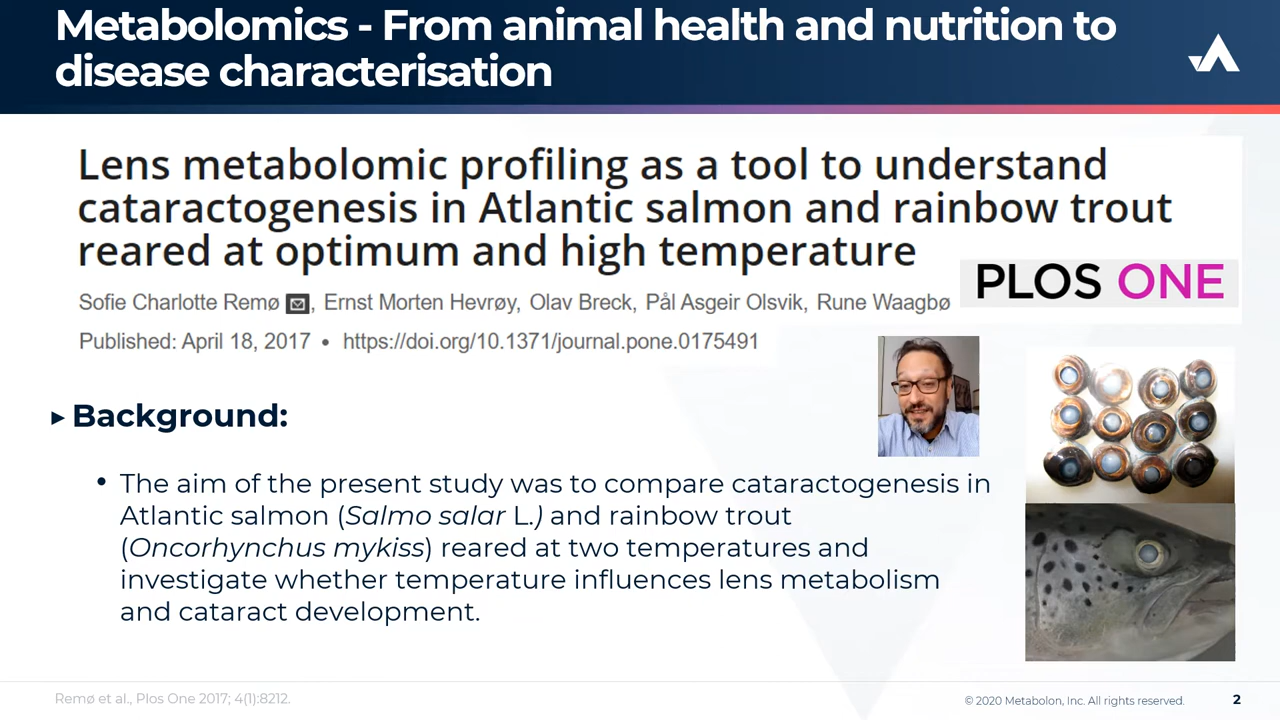 Metabolomics - From animal health and nutrition to
disease characterisation
Lens metabolomic profiling as a tool to understand
cataractogenesis in Atlantic salmon and rainbow trout
reared at optimum and high temperature
PLOS ONE
Sofie Charlotte Remø, Ernst Morten Hevrøy, Olav Breck, Pål Asgeir Olsvik, Rune Waagbø
Published: April 18, 2017 • https://doi.org/10.1371/journal.pone.0175491
▸ Background:
• The aim of the present study was to compare cataractogenesis in
Atlantic salmon (Salmo salar L.) and rainbow trout
(Oncorhynchus mykiss) reared at two temperatures and
investigate whether temperature influences lens metabolism
and cataract development.
Remø et al., Plos One 2017; 4(1):8212.
© 2020 Metabolon, Inc. All rights reserved.
2